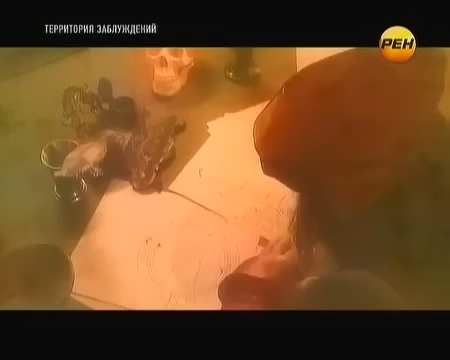 ТЕРРИТОРИЯ ЗАБЛУЖДЕНИЙ
РЕН